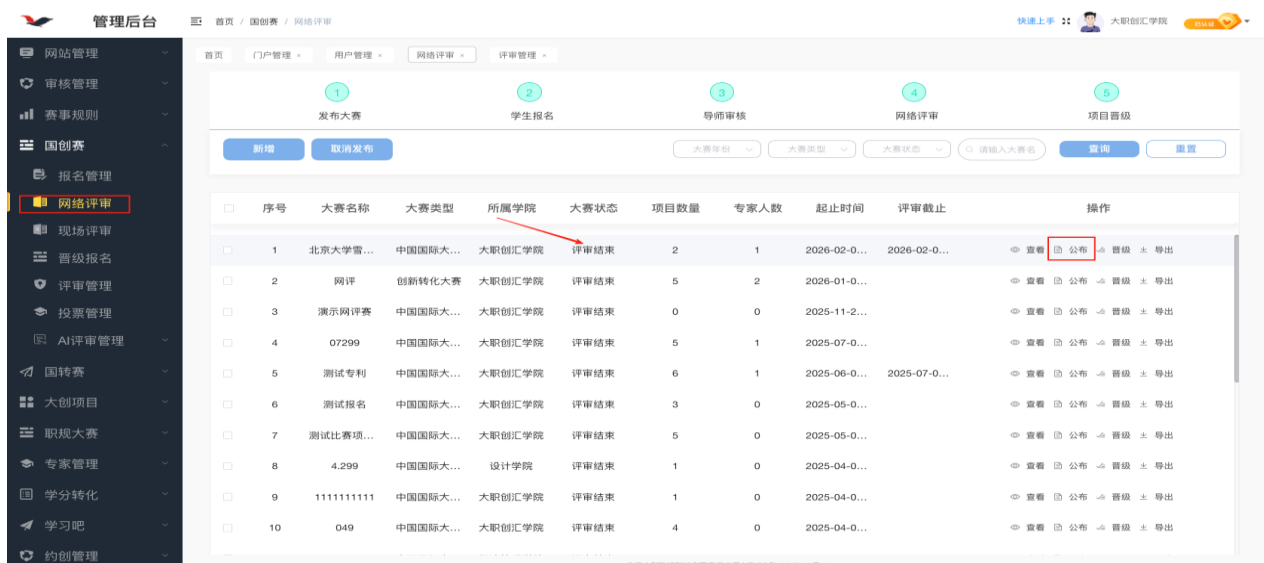 管理后台
首页 / 国创赛 / 网络评审
快速上手
大职创汇学院
网站管理
审核管理
赛事规则
国创赛
报名管理
网络评审
现场评审
晋级报名
评审管理
投票管理
AI评审管理
国转赛
大创项目
职规大赛
专家管理
学分转化
学习吧
约创管理
首页 门户管理 × 用户管理 × 网络评审 × 评审管理 ×
1 2 3 4 5
发布大赛 学生报名 导师审核 网络评审 项目晋级
新增 取消发布 大赛年份 大赛类型 大赛状态 请输入大赛名 查询 重置
序号 大赛名称 大赛类型 所属学院 大赛状态 项目数量 专家人数 起止时间 评审截止 操作
1 北京大学雪... 中国国际大... 大职创汇学院 评审结束 2 1 2026-02-0... 2026-02-0... 查看 公布 晋级 导出
2 网评 创新转化大赛 大职创汇学院 评审结束 5 2 2026-01-0... 查看 公布 晋级 导出
3 演示网评赛 中国国际大... 大职创汇学院 评审结束 0 0 2025-11-2... 查看 公布 晋级 导出
4 07299 中国国际大... 大职创汇学院 评审结束 5 1 2025-07-0... 查看 公布 晋级 导出
5 测试专利 中国国际大... 大职创汇学院 评审结束 6 1 2025-06-0... 2025-07-0... 查看 公布 晋级 导出
6 测试报名 中国国际大... 大职创汇学院 评审结束 3 0 2025-05-0... 查看 公布 晋级 导出
7 测试比赛项... 中国国际大... 大职创汇学院 评审结束 5 0 2025-05-0... 查看 公布 晋级 导出
8 4.299 中国国际大... 设计学院 评审结束 1 0 2025-04-0... 查看 公布 晋级 导出
9 1111111111 中国国际大... 大职创汇学院 评审结束 1 0 2025-04-0... 查看 公布 晋级 导出
10 049 中国国际大... 大职创汇学院 评审结束 4 0 2025-04-0... 查看 公布 晋级 导出